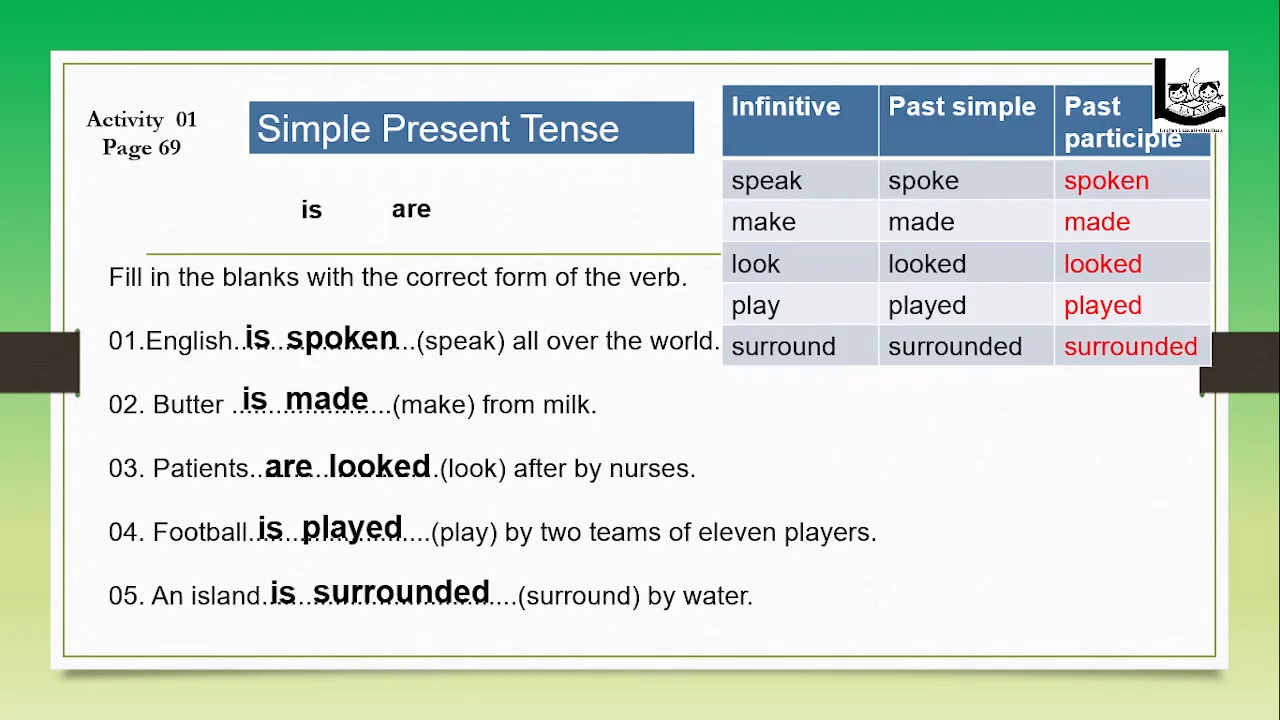 Activity 01
Page 69
Simple Present Tense
is are
Infinitive Past simple Past participle
speak spoke spoken
make made made
look looked looked
play played played
surround surrounded surrounded
Fill in the blanks with the correct form of the verb.
01.English..is spoken..(speak) all over the world.
02. Butter ..is made...(make) from milk.
03. Patients..are looked.(look) after by nurses.
04. Football..is played....(play) by two teams of eleven players.
05. An island..is surrounded....(surround) by water.